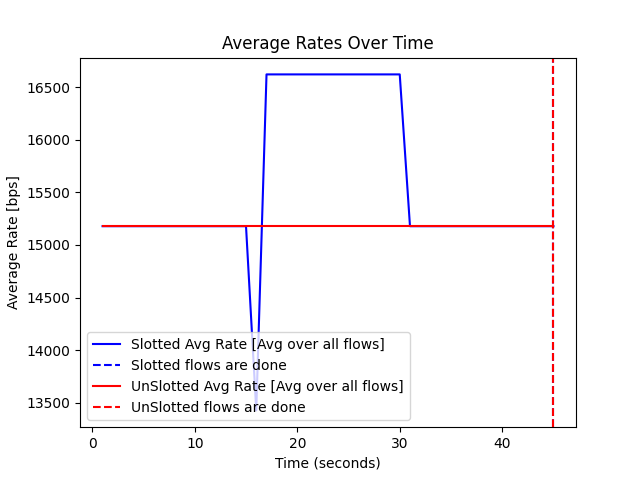 Average Rates Over Time
Average Rate [bps]
16500
16000
15500
15000
14500
14000
13500
Slotted Avg Rate [Avg over all flows]
Slotted flows are done
UnSlotted Avg Rate [Avg over all flows]
UnSlotted flows are done
0 10 20 30 40
Time (seconds)